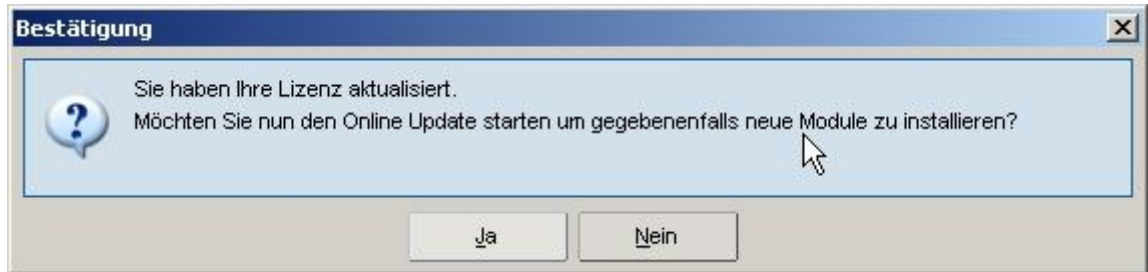 Bestätigung
Sie haben Ihre Lizenz aktualisiert.
Möchten Sie nun den Online Update starten um gegebenenfalls neue Module zu installieren?
Ja
Nein